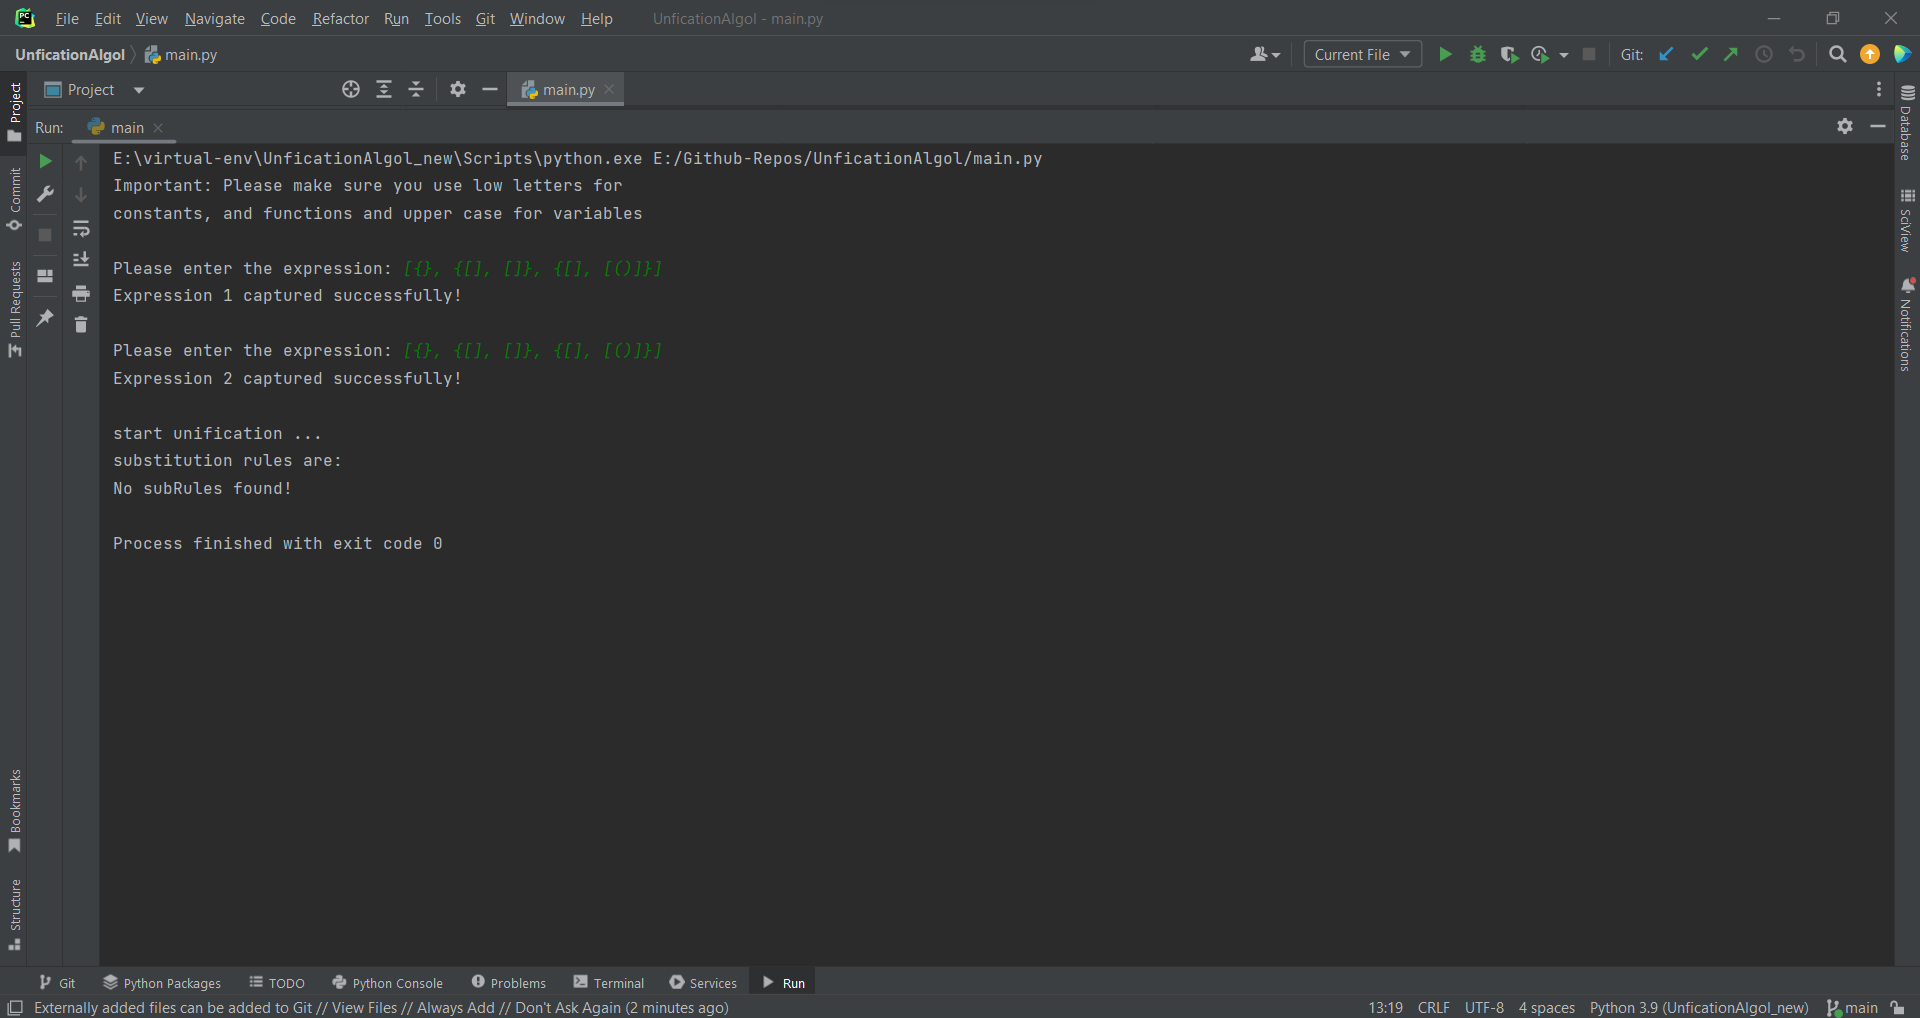 File Edit View Navigate Code Refactor Run Tools Git Window Help UnficationAlgol - main.py
UnficationAlgol main.py Current File Git:
Project main.py
Run: main
E:\virtual-env\UnficationAlgol_new\Scripts\python.exe E:/Github-Repos/UnficationAlgol/main.py
Important: Please make sure you use low letters for
constants, and functions and upper case for variables
Please enter the expression: [{}, {[], []}, {[], [()]}]
Expression 1 captured successfully!
Please enter the expression: [{}, {[], []}, {[], [()]}]
Expression 2 captured successfully!
start unification ...
substitution rules are:
No subRules found!
Process finished with exit code 0
Project
Commit
Pull Requests
Bookmarks
Structure
Database
SciView
Notifications
Git Python Packages TODO Python Console Problems Terminal Services Run
Externally added files can be added to Git // View Files // Always Add // Don't Ask Again (2 minutes ago) 13:19 CRLF UTF-8 4 spaces Python 3.9 (UnficationAlgol_new) main